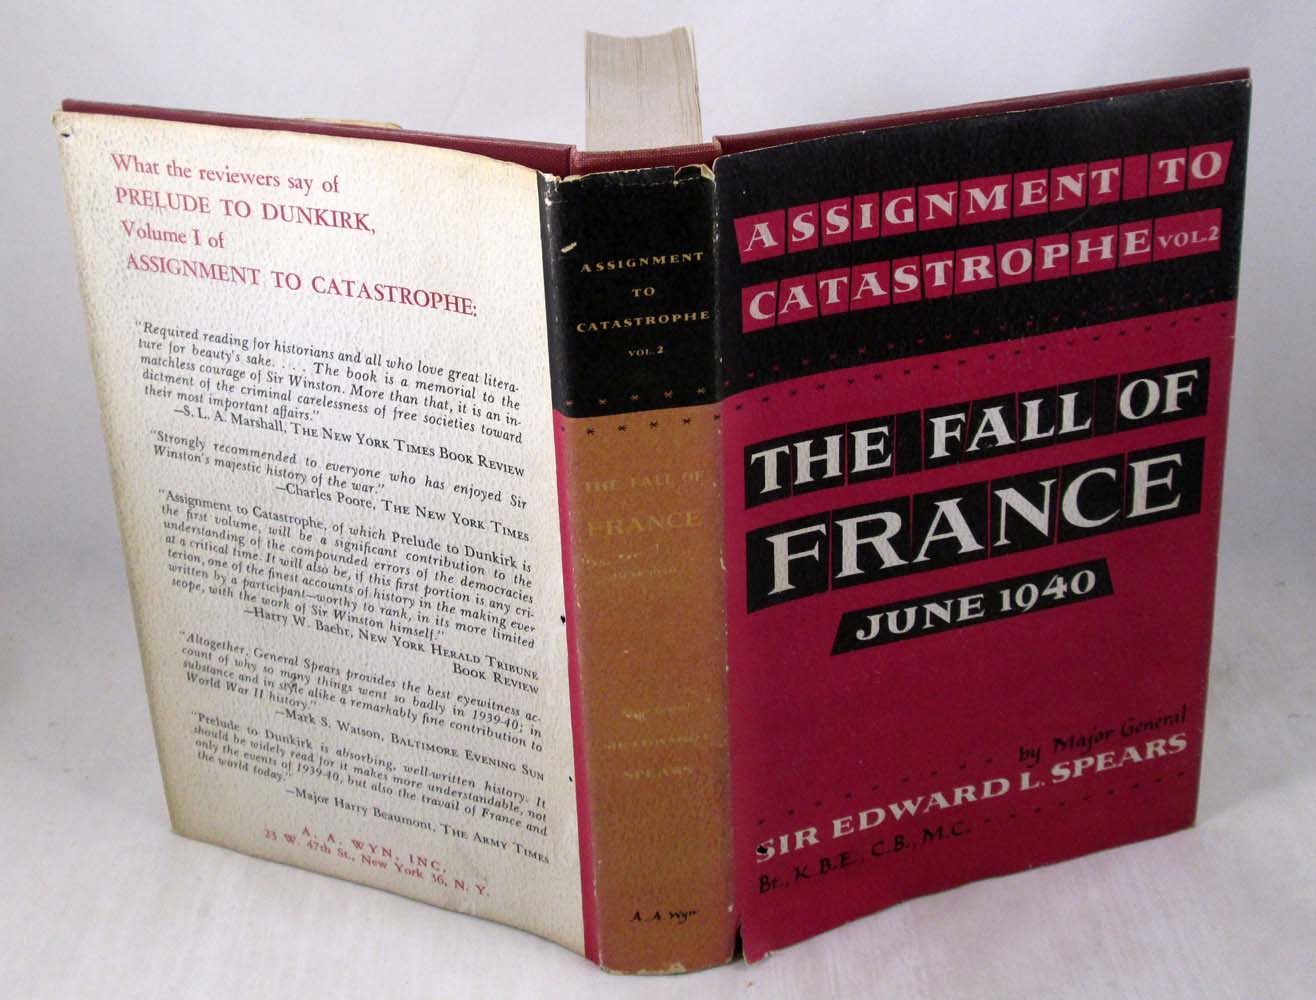 What the reviewers say of
PRELUDE TO DUNKIRK,
Volume I of
ASSIGNMENT TO CATASTROPHE:
"Required reading for historians and all who love great litera-
ture for beauty's sake. . . . The book is a memorial to the
matchless courage of Sir Winston. More than that, it is an in-
dictment of the criminal carelessness of free societies toward
their most important affairs."
—S. L. A. Marshall, THE NEW YORK TIMES BOOK REVIEW
"Strongly recommended to everyone who has enjoyed Sir
Winston's majestic history of the war."
—Charles Poore, THE NEW YORK TIMES
"Assignment to Catastrophe, of which Prelude to Dunkirk is
the first volume, will be a significant contribution to the
understanding of the compounded errors of the democracies
at a critical time. It will also be, if this first portion is any cri-
terion, one of the finest accounts of history in the making ever
written by a participant—worthy to rank, in its more limited
scope, with the work of Sir Winston himself."
—Harry W. Baehr, NEW YORK HERALD TRIBUNE
BOOK REVIEW
"Altogether, General Spears provides the best eyewitness ac-
count of why so many things went so badly in 1939-40; in
substance and in style alike a remarkably fine contribution to
World War II history."
—Mark S. Watson, BALTIMORE EVENING SUN
"Prelude to Dunkirk is absorbing, well-written history. It
should be widely read for it makes more understandable, not
only the events of 1939-40, but also the travail of France and
the world today."
—Major Harry Beaumont, THE ARMY TIMES
A. A. WYN, INC.
23 W. 47th St., New York 36, N. Y.
ASSIGNMENT
TO
CATASTROPHE
VOL. 2
THE FALL OF
FRANCE
JUNE 1940
SIR EDWARD L.
SPEARS
A. A. Wyn
ASSIGNMENT TO
CATASTROPHE VOL. 2
THE FALL OF
FRANCE
JUNE 1940
by Major General
SIR EDWARD L. SPEARS
Bt., K.B.E., C.B., M.C.